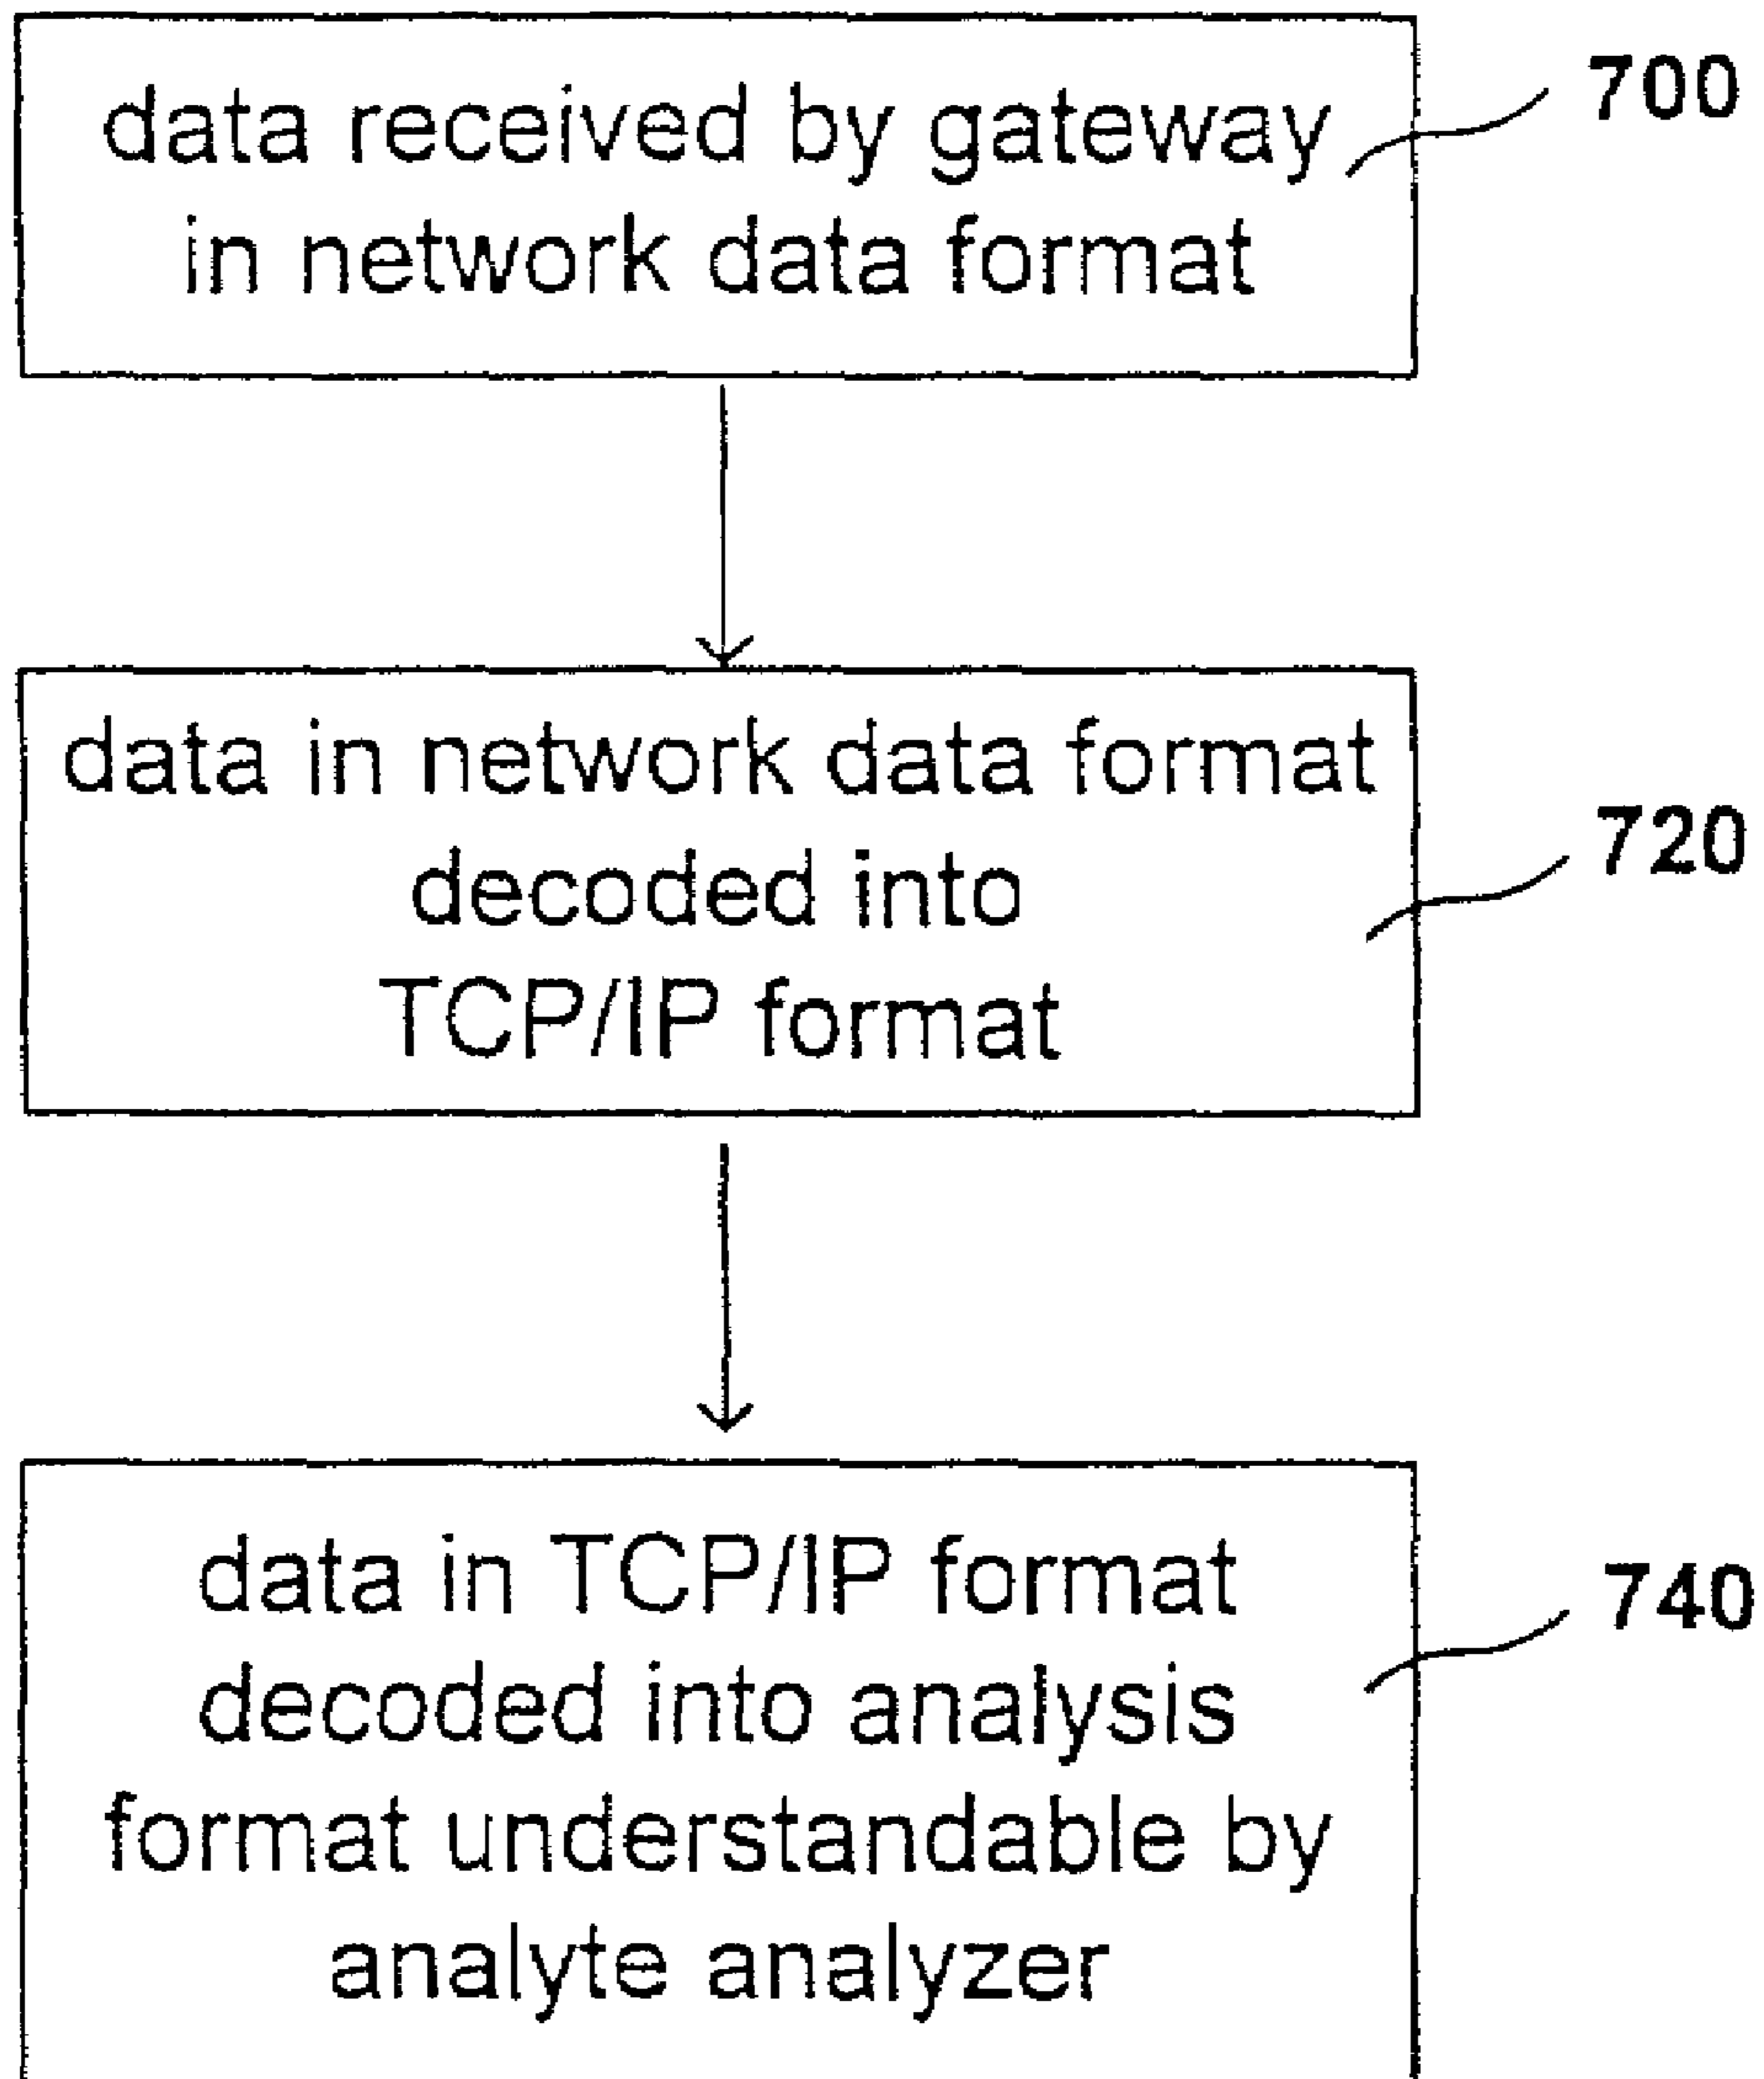 data received by gateway
in network data format
700
data in network data format
decoded into
TCP/IP format
720
data in TCP/IP format
decoded into analysis
format understandable by
analyte analyzer
740